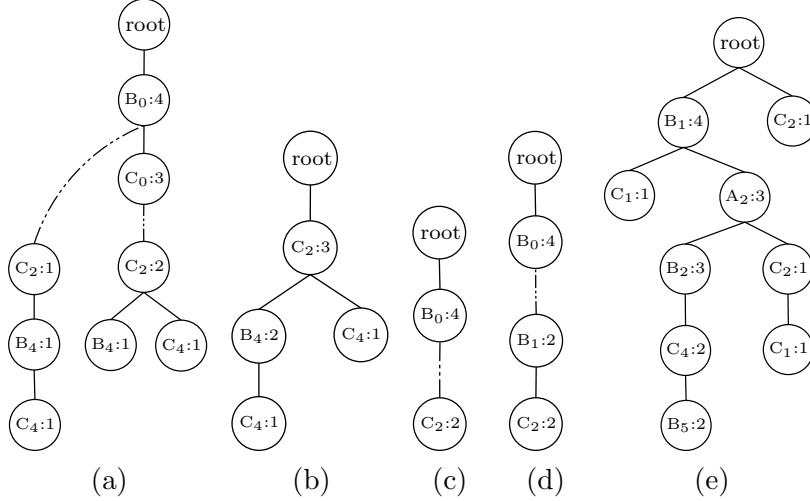 root
B₀:4
C₀:3
C₂:1
C₂:2
B₄:1
B₄:1
C₄:1
C₄:1
(a)
root
C₂:3
B₄:2
C₄:1
C₄:1
(b)
root
B₀:4
C₂:2
(c)
root
B₀:4
B₁:2
C₂:2
(d)
root
B₁:4
C₂:1
C₁:1
A₂:3
B₂:3
C₂:1
C₄:2
C₁:1
B₅:2
(e)